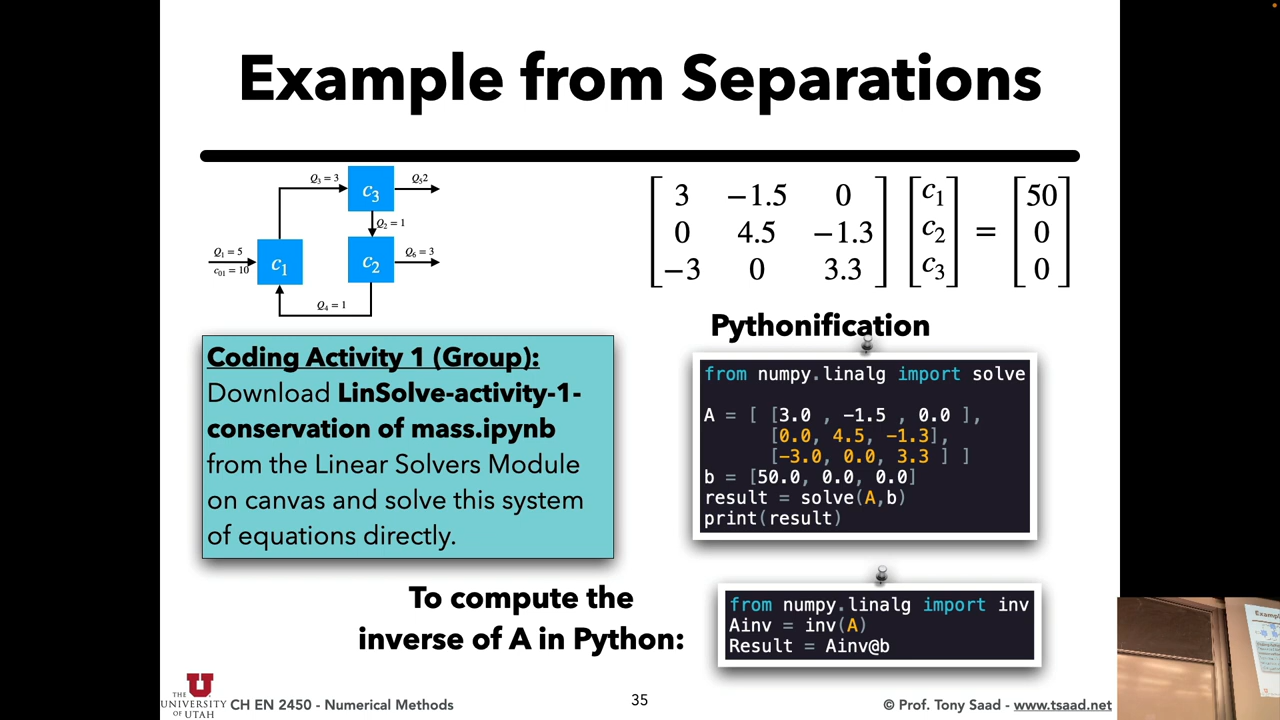 Example from Separations
Q₃ = 3
c₃
Q₅2
Q₂ = 1
Q₁ = 5
c₀₁ = 10
c₁
c₂
Q₆ = 3
Q₄ = 1
3 −1.5 0
0 4.5 −1.3
−3 0 3.3
c₁
c₂
c₃
=
50
0
0
Coding Activity 1 (Group):
Download LinSolve-activity-1-
conservation of mass.ipynb
from the Linear Solvers Module
on canvas and solve this system
of equations directly.
Pythonification
from numpy.linalg import solve
A = [ [3.0 , -1.5 , 0.0 ],
[0.0, 4.5, -1.3],
[-3.0, 0.0, 3.3 ] ]
b = [50.0, 0.0, 0.0]
result = solve(A,b)
print(result)
To compute the
inverse of A in Python:
from numpy.linalg import inv
Ainv = inv(A)
Result = Ainv@b
U
THE
UNIVERSITY
OF UTAH
CH EN 2450 - Numerical Methods
35
© Prof. Tony Saad - www.tsaad.net